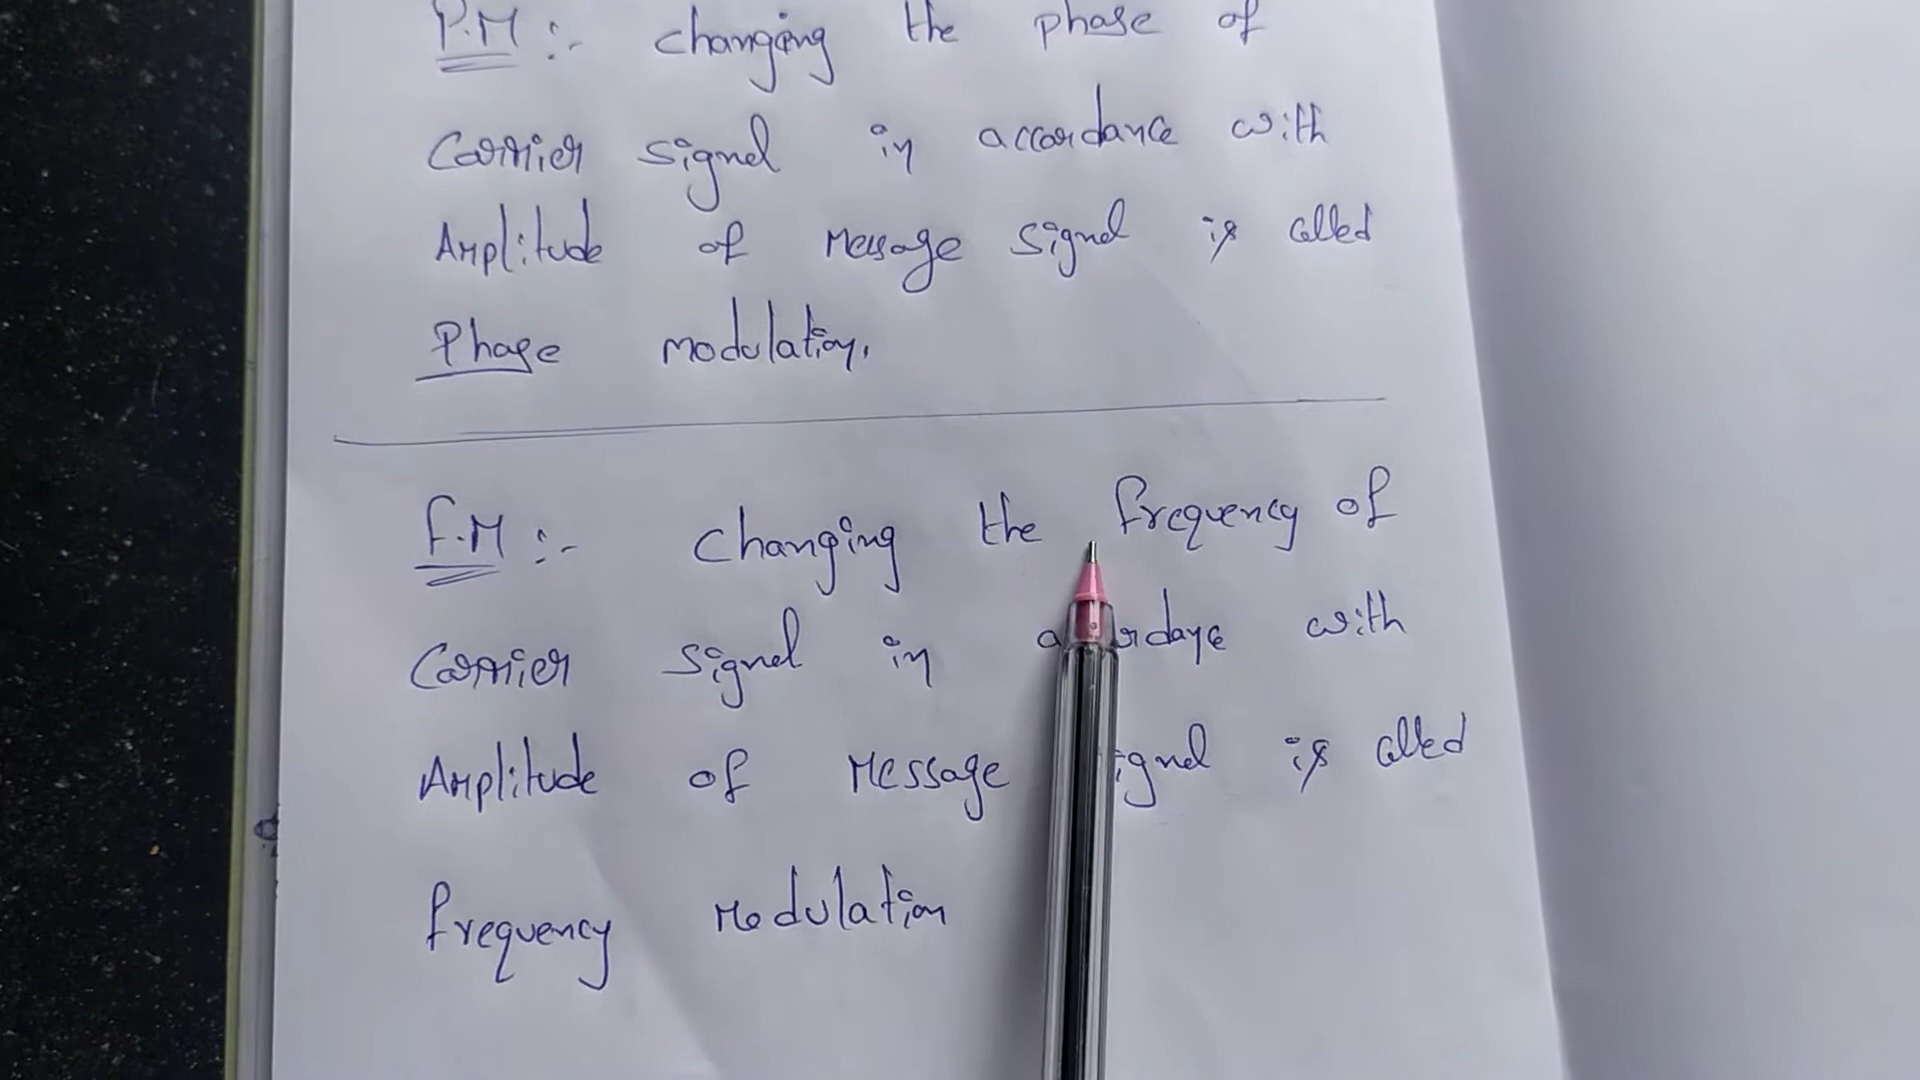 P.M :- changing the phase of
Carrier signal in accordance with
Amplitude of Message signal is called
Phase modulation.
F.M :- changing the frequency of
Carrier signal in with
Amplitude of Message is called
frequency Modulation